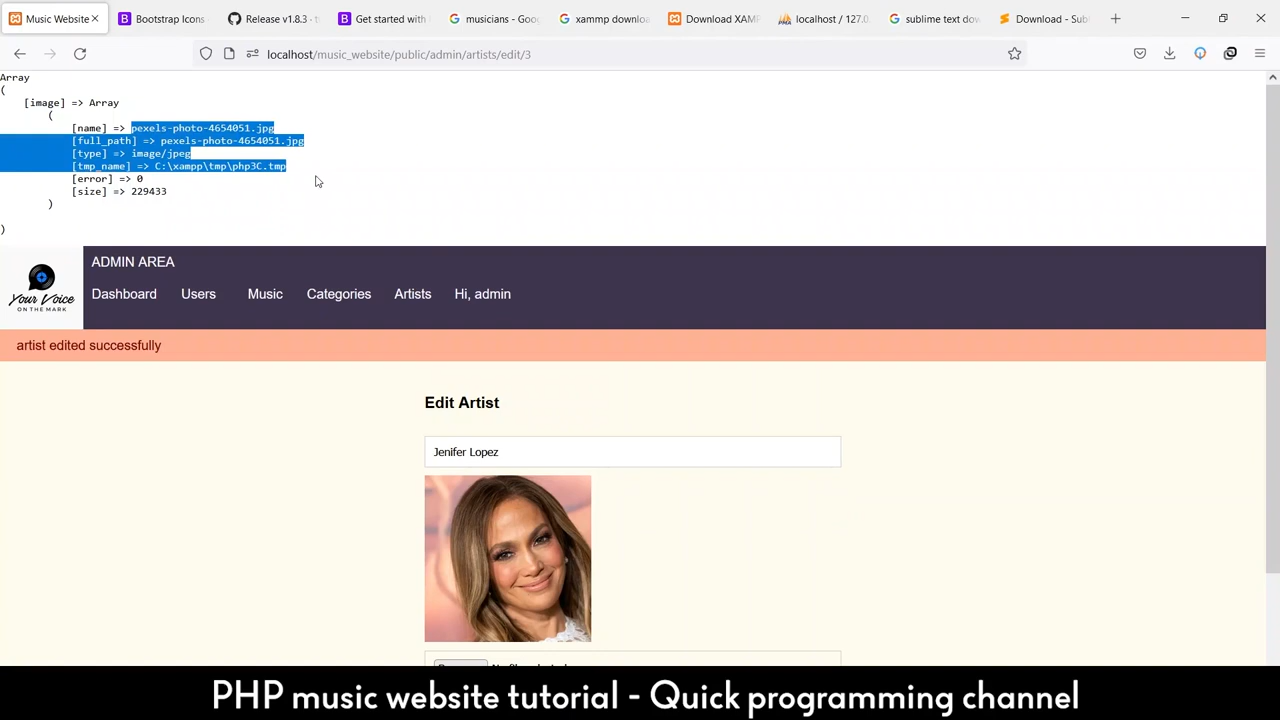 Music Website
Bootstrap Icons
Release v1.8.3 - t
Get started with
musicians - Goo
xammp downlo
Download XAM
localhost / 127.0
sublime text dow
Download - Sub
localhost/music_website/public/admin/artists/edit/3
Array
(
[image] => Array
(
[name] => pexels-photo-4654051.jpg
[full_path] => pexels-photo-4654051.jpg
[type] => image/jpeg
[tmp_name] => C:\xampp\tmp\php3C.tmp
[error] => 0
[size] => 229433
)
)
YOUR VOICE
ON THE MARK
ADMIN AREA
Dashboard Users Music Categories Artists Hi, admin
artist edited successfully
Edit Artist
Jenifer Lopez
PHP music website tutorial - Quick programming channel